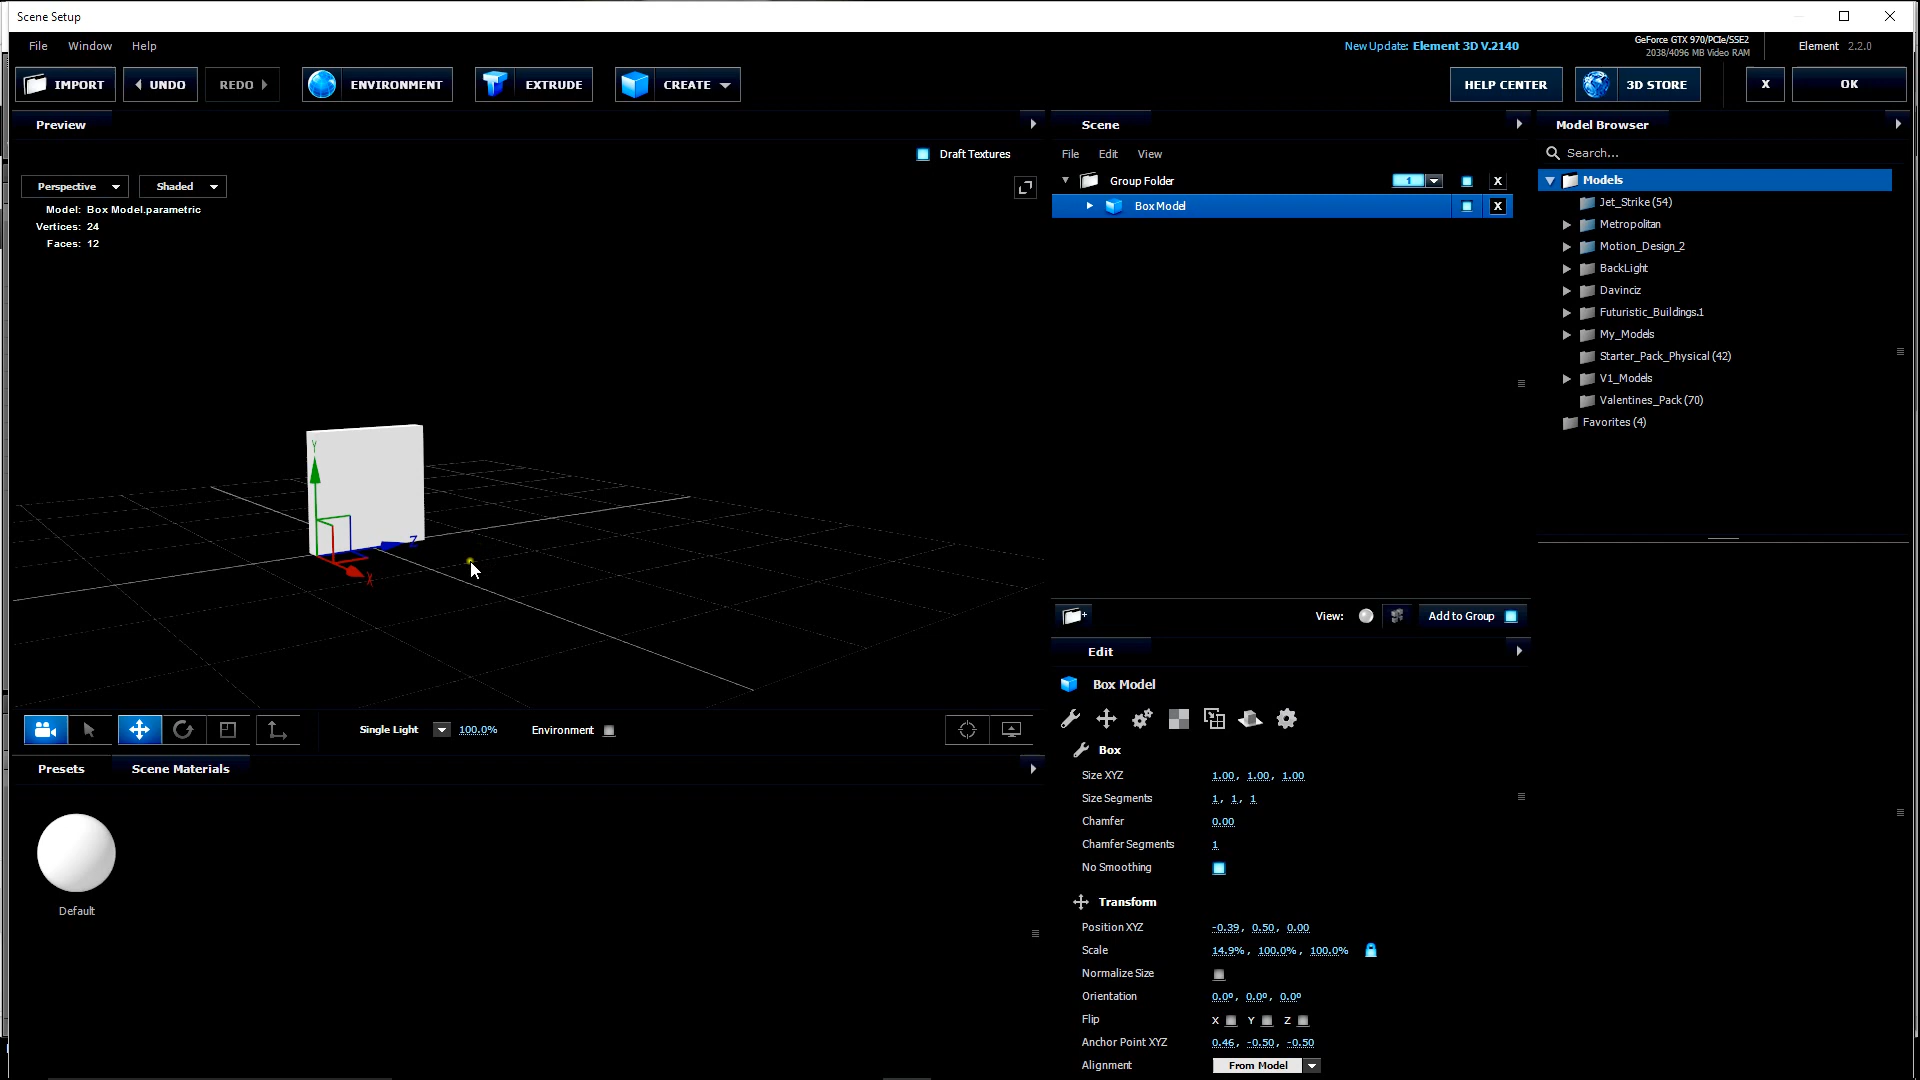 Scene Setup
File Window Help
New Update: Element 3D V.2140
GeForce GTX 970/PCIe/SSE2
2038/4096 MB Video RAM
Element 2.2.0
IMPORT UNDO REDO ENVIRONMENT EXTRUDE CREATE HELP CENTER 3D STORE X OK
Preview
Draft Textures
Perspective Shaded
Model: Box Model.parametric
Vertices: 24
Faces: 12
Y
Z
X
Single Light 100.0% Environment
Presets Scene Materials
Default
Scene
File Edit View
Group Folder 1 X
Box Model X
View: Add to Group
Edit
Box Model
Box
Size XYZ 1.00, 1.00, 1.00
Size Segments 1, 1, 1
Chamfer 0.00
Chamfer Segments 1
No Smoothing
Transform
Position XYZ -0.39, 0.50, 0.00
Scale 14.9%, 100.0%, 100.0%
Normalize Size
Orientation 0.0º, 0.0º, 0.0º
Flip X Y Z
Anchor Point XYZ 0.46, -0.50, -0.50
Alignment From Model
Model Browser
Search...
Models
Jet_Strike (54)
Metropolitan
Motion_Design_2
BackLight
Davinciz
Futuristic_Buildings.1
My_Models
Starter_Pack_Physical (42)
V1_Models
Valentines_Pack (70)
Favorites (4)